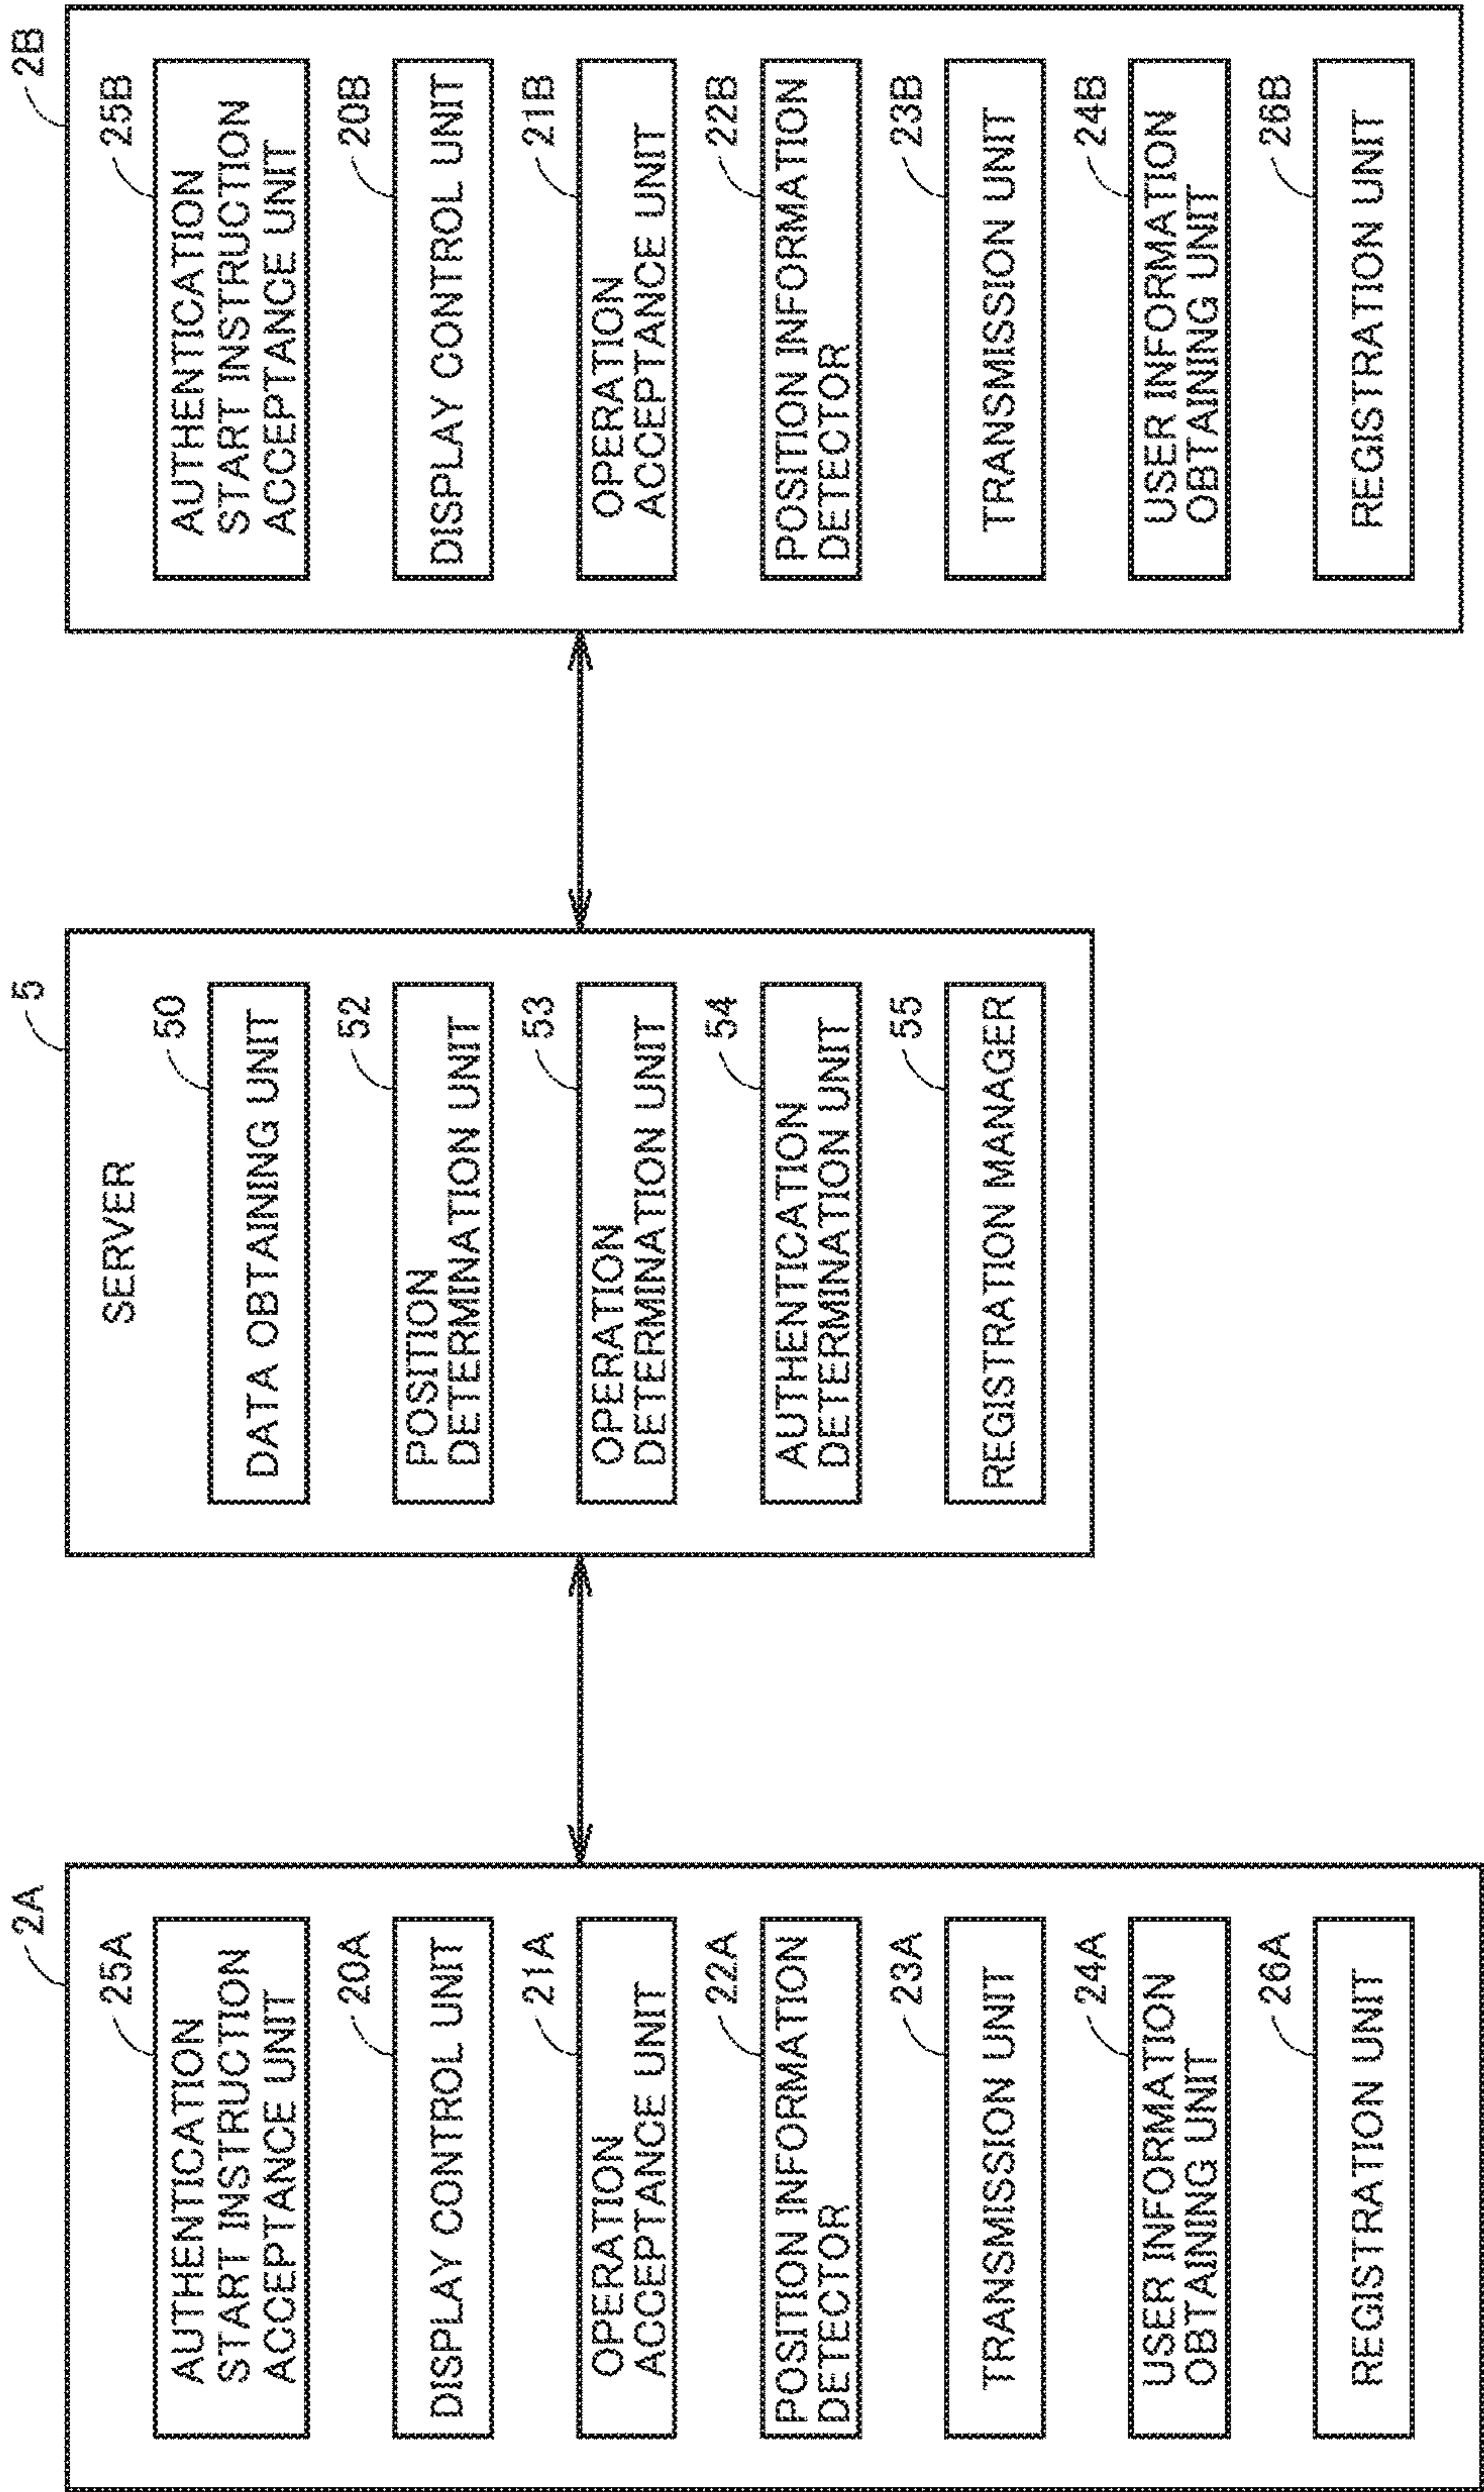 2A
25A
AUTHENTICATION
START INSTRUCTION
ACCEPTANCE UNIT
20A
DISPLAY CONTROL UNIT
21A
OPERATION
ACCEPTANCE UNIT
22A
POSITION INFORMATION
DETECTOR
23A
TRANSMISSION UNIT
24A
USER INFORMATION
OBTAINING UNIT
26A
REGISTRATION UNIT
5
SERVER
50
DATA OBTAINING UNIT
52
POSITION
DETERMINATION UNIT
53
OPERATION
DETERMINATION UNIT
54
AUTHENTICATION
DETERMINATION UNIT
55
REGISTRATION MANAGER
2B
25B
AUTHENTICATION
START INSTRUCTION
ACCEPTANCE UNIT
20B
DISPLAY CONTROL UNIT
21B
OPERATION
ACCEPTANCE UNIT
22B
POSITION INFORMATION
DETECTOR
23B
TRANSMISSION UNIT
24B
USER INFORMATION
OBTAINING UNIT
26B
REGISTRATION UNIT